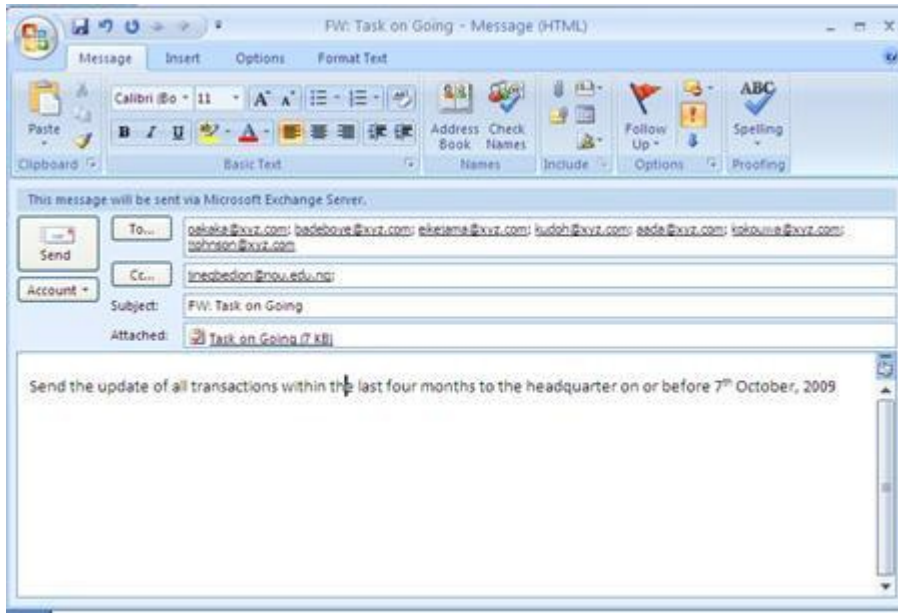 FW: Task on Going - Message (HTML)
Message Insert Options Format Text
Calibri (Bo 11 A A ABC
Paste B I U A Address Book Check Names Follow Up Spelling
Clipboard Basic Text Names Include Options Proofing
This message will be sent via Microsoft Exchange Server.
Send
To...
Cc...
Account
Subject: FW: Task on Going
Attached: Task on Going (7 KB)
Send the update of all transactions within the last four months to the headquarter on or before 7th October, 2009